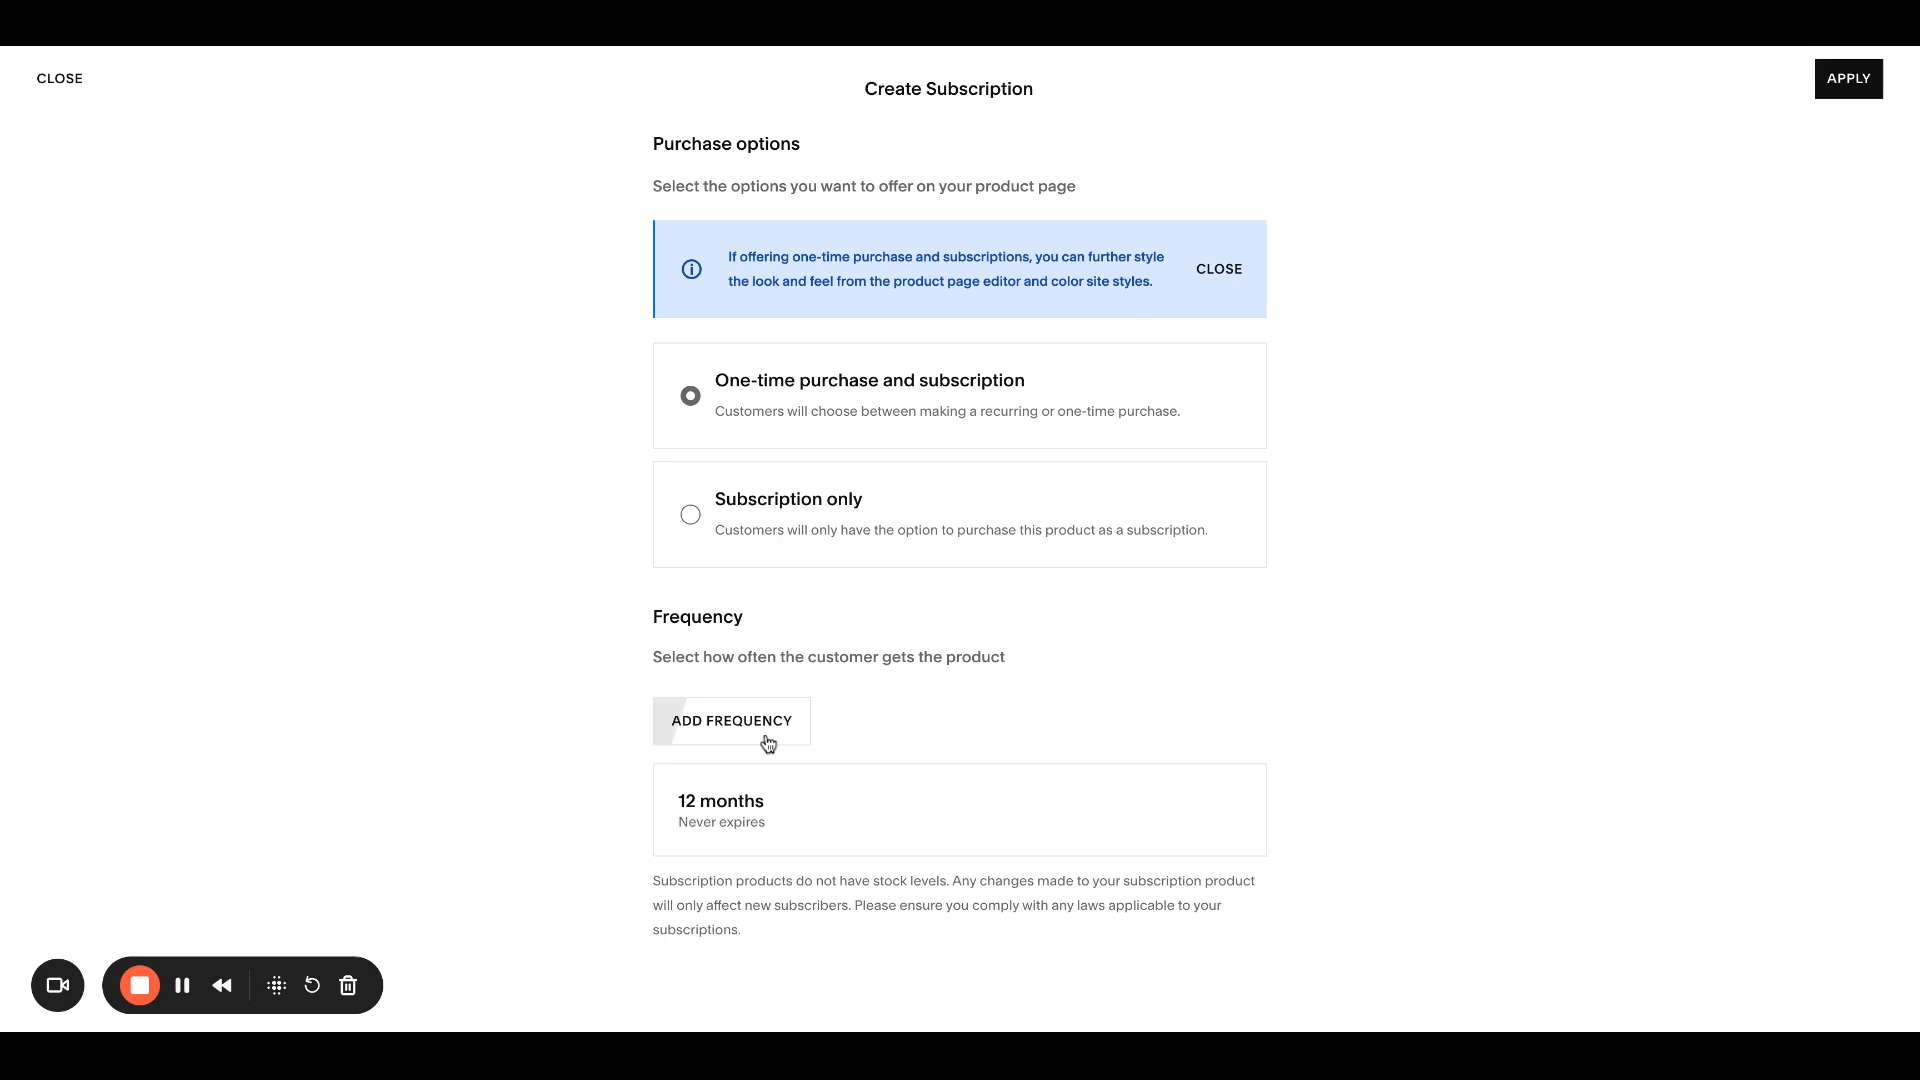 CLOSE
Create Subscription
APPLY
Purchase options
Select the options you want to offer on your product page
If offering one-time purchase and subscriptions, you can further style
the look and feel from the product page editor and color site styles.
CLOSE
One-time purchase and subscription
Customers will choose between making a recurring or one-time purchase.
Subscription only
Customers will only have the option to purchase this product as a subscription.
Frequency
Select how often the customer gets the product
ADD FREQUENCY
12 months
Never expires
Subscription products do not have stock levels. Any changes made to your subscription product
will only affect new subscribers. Please ensure you comply with any laws applicable to your
subscriptions.